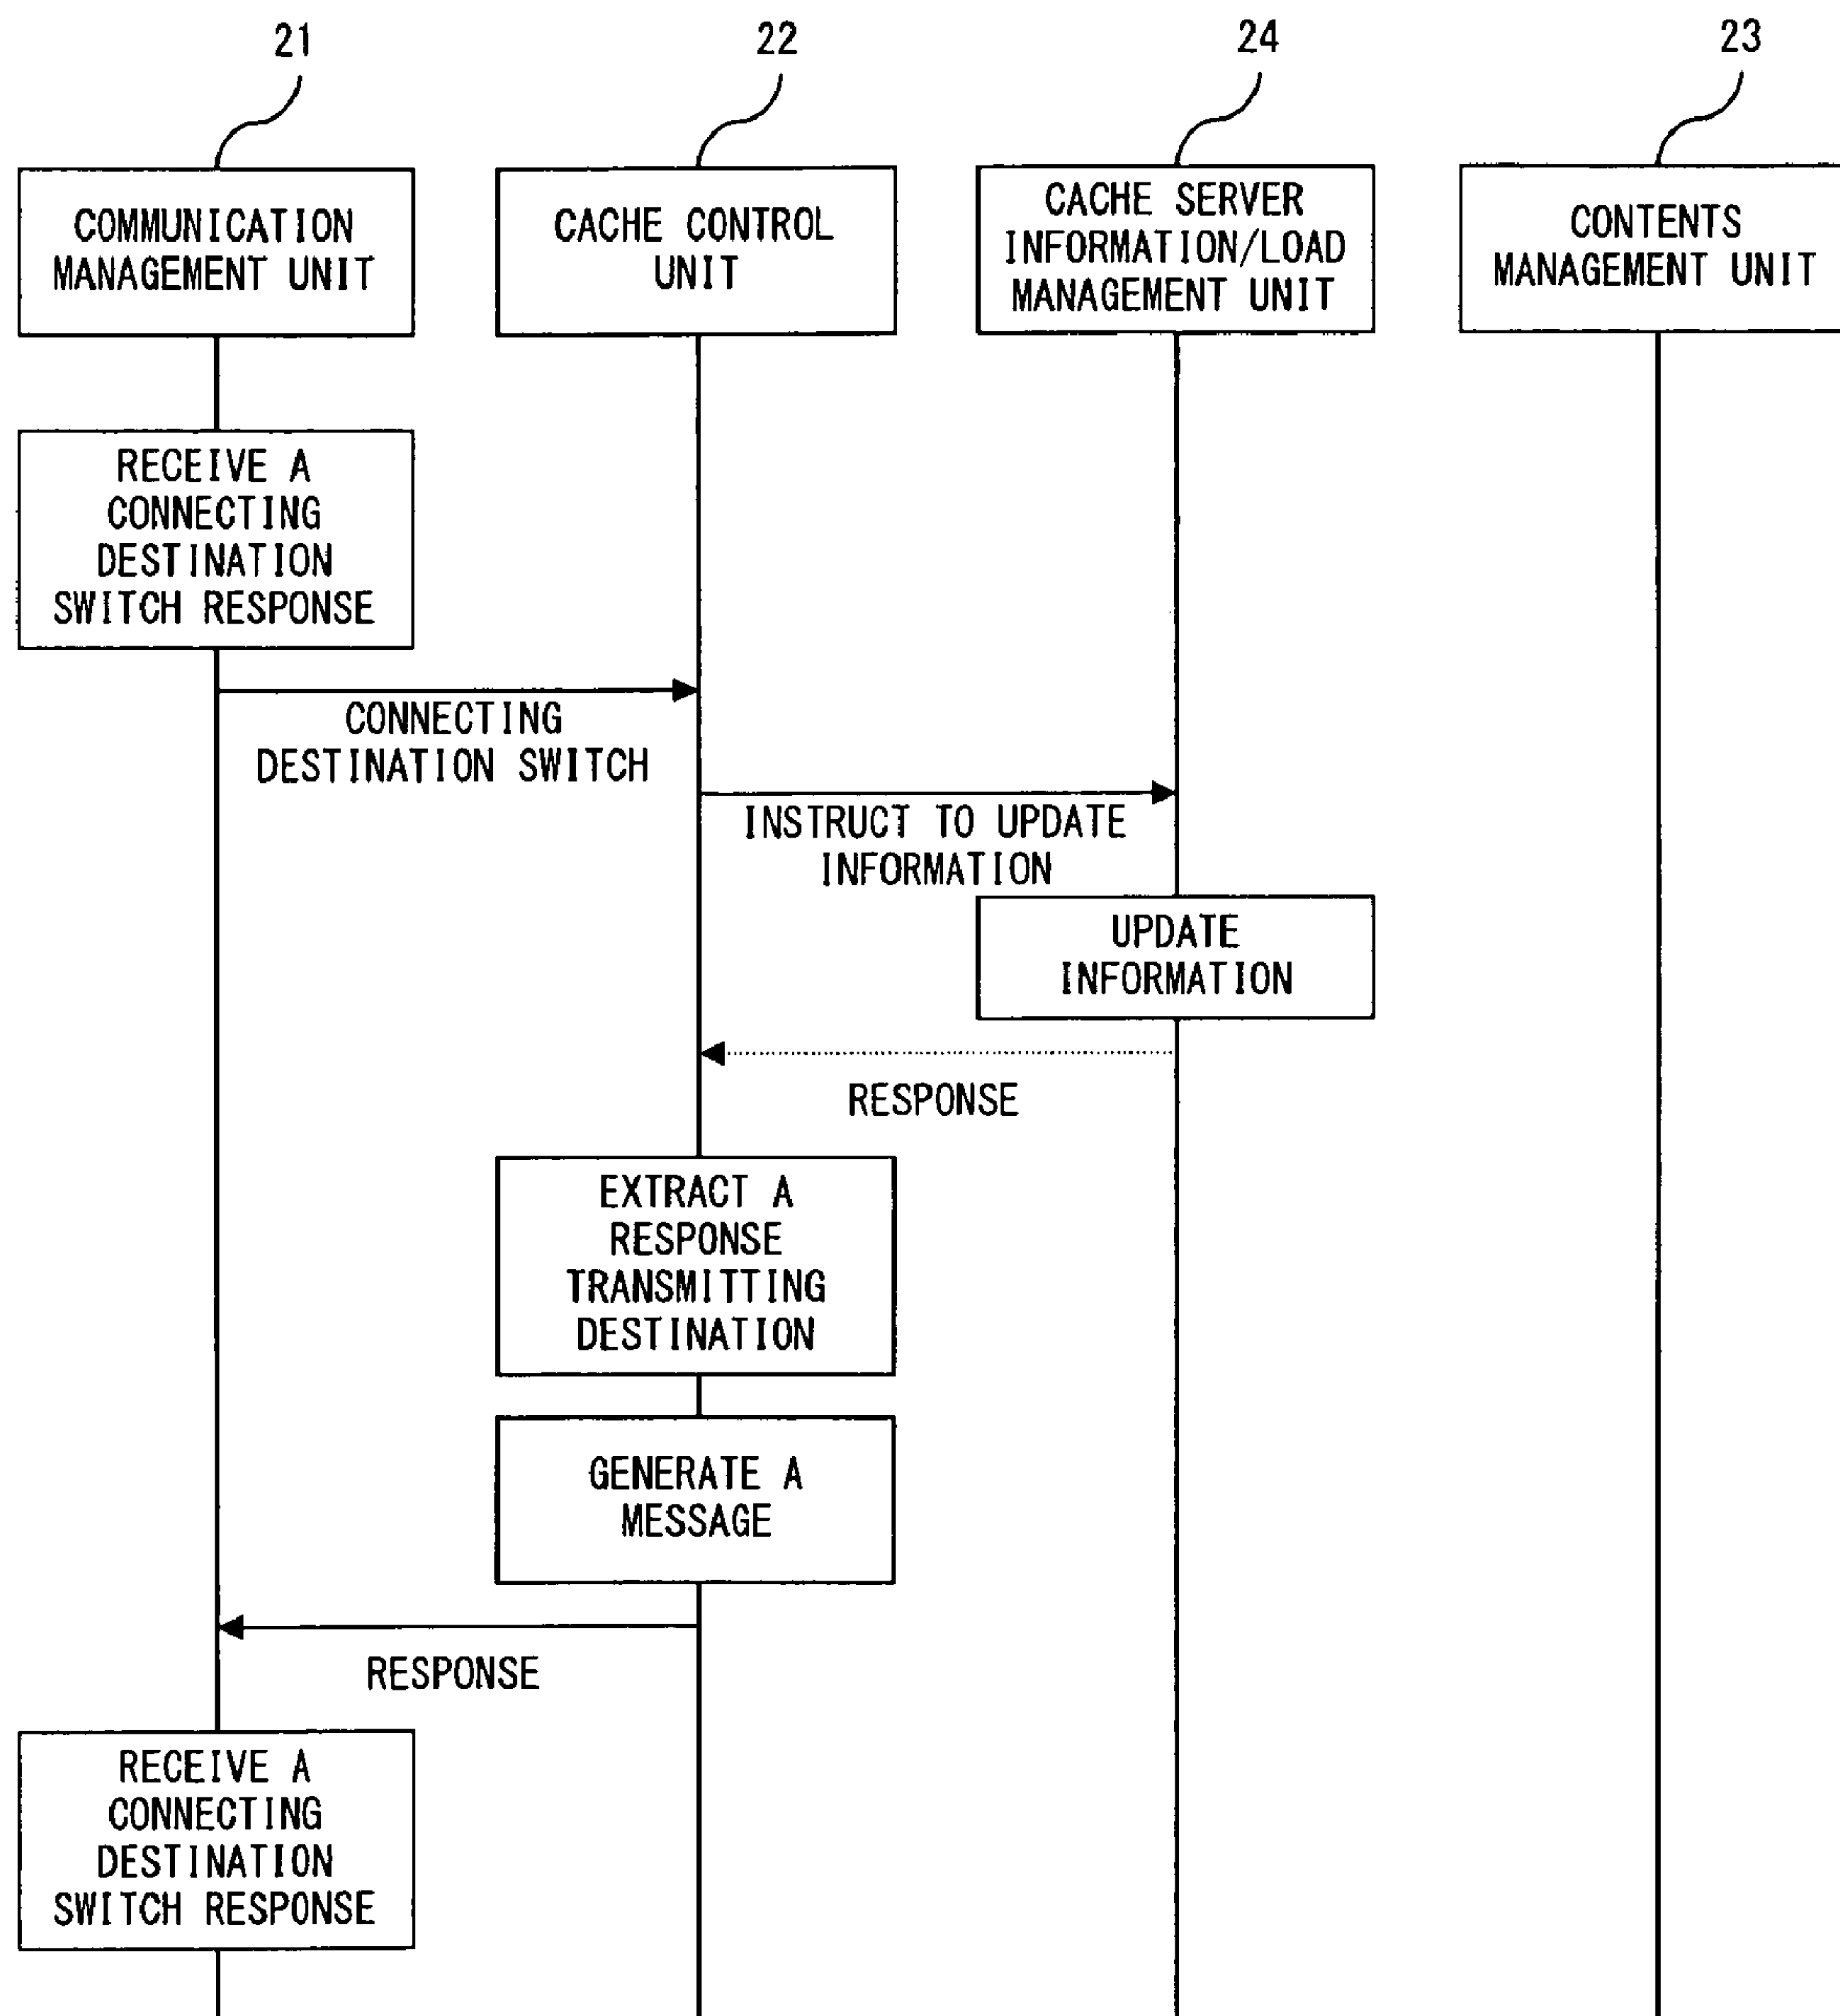 21
22
24
23
COMMUNICATION
MANAGEMENT UNIT
CACHE CONTROL
UNIT
CACHE SERVER
INFORMATION/LOAD
MANAGEMENT UNIT
CONTENTS
MANAGEMENT UNIT
RECEIVE A
CONNECTING
DESTINATION
SWITCH RESPONSE
CONNECTING
DESTINATION SWITCH
INSTRUCT TO UPDATE
INFORMATION
UPDATE
INFORMATION
RESPONSE
EXTRACT A
RESPONSE
TRANSMITTING
DESTINATION
GENERATE A
MESSAGE
RESPONSE
RECEIVE A
CONNECTING
DESTINATION
SWITCH RESPONSE